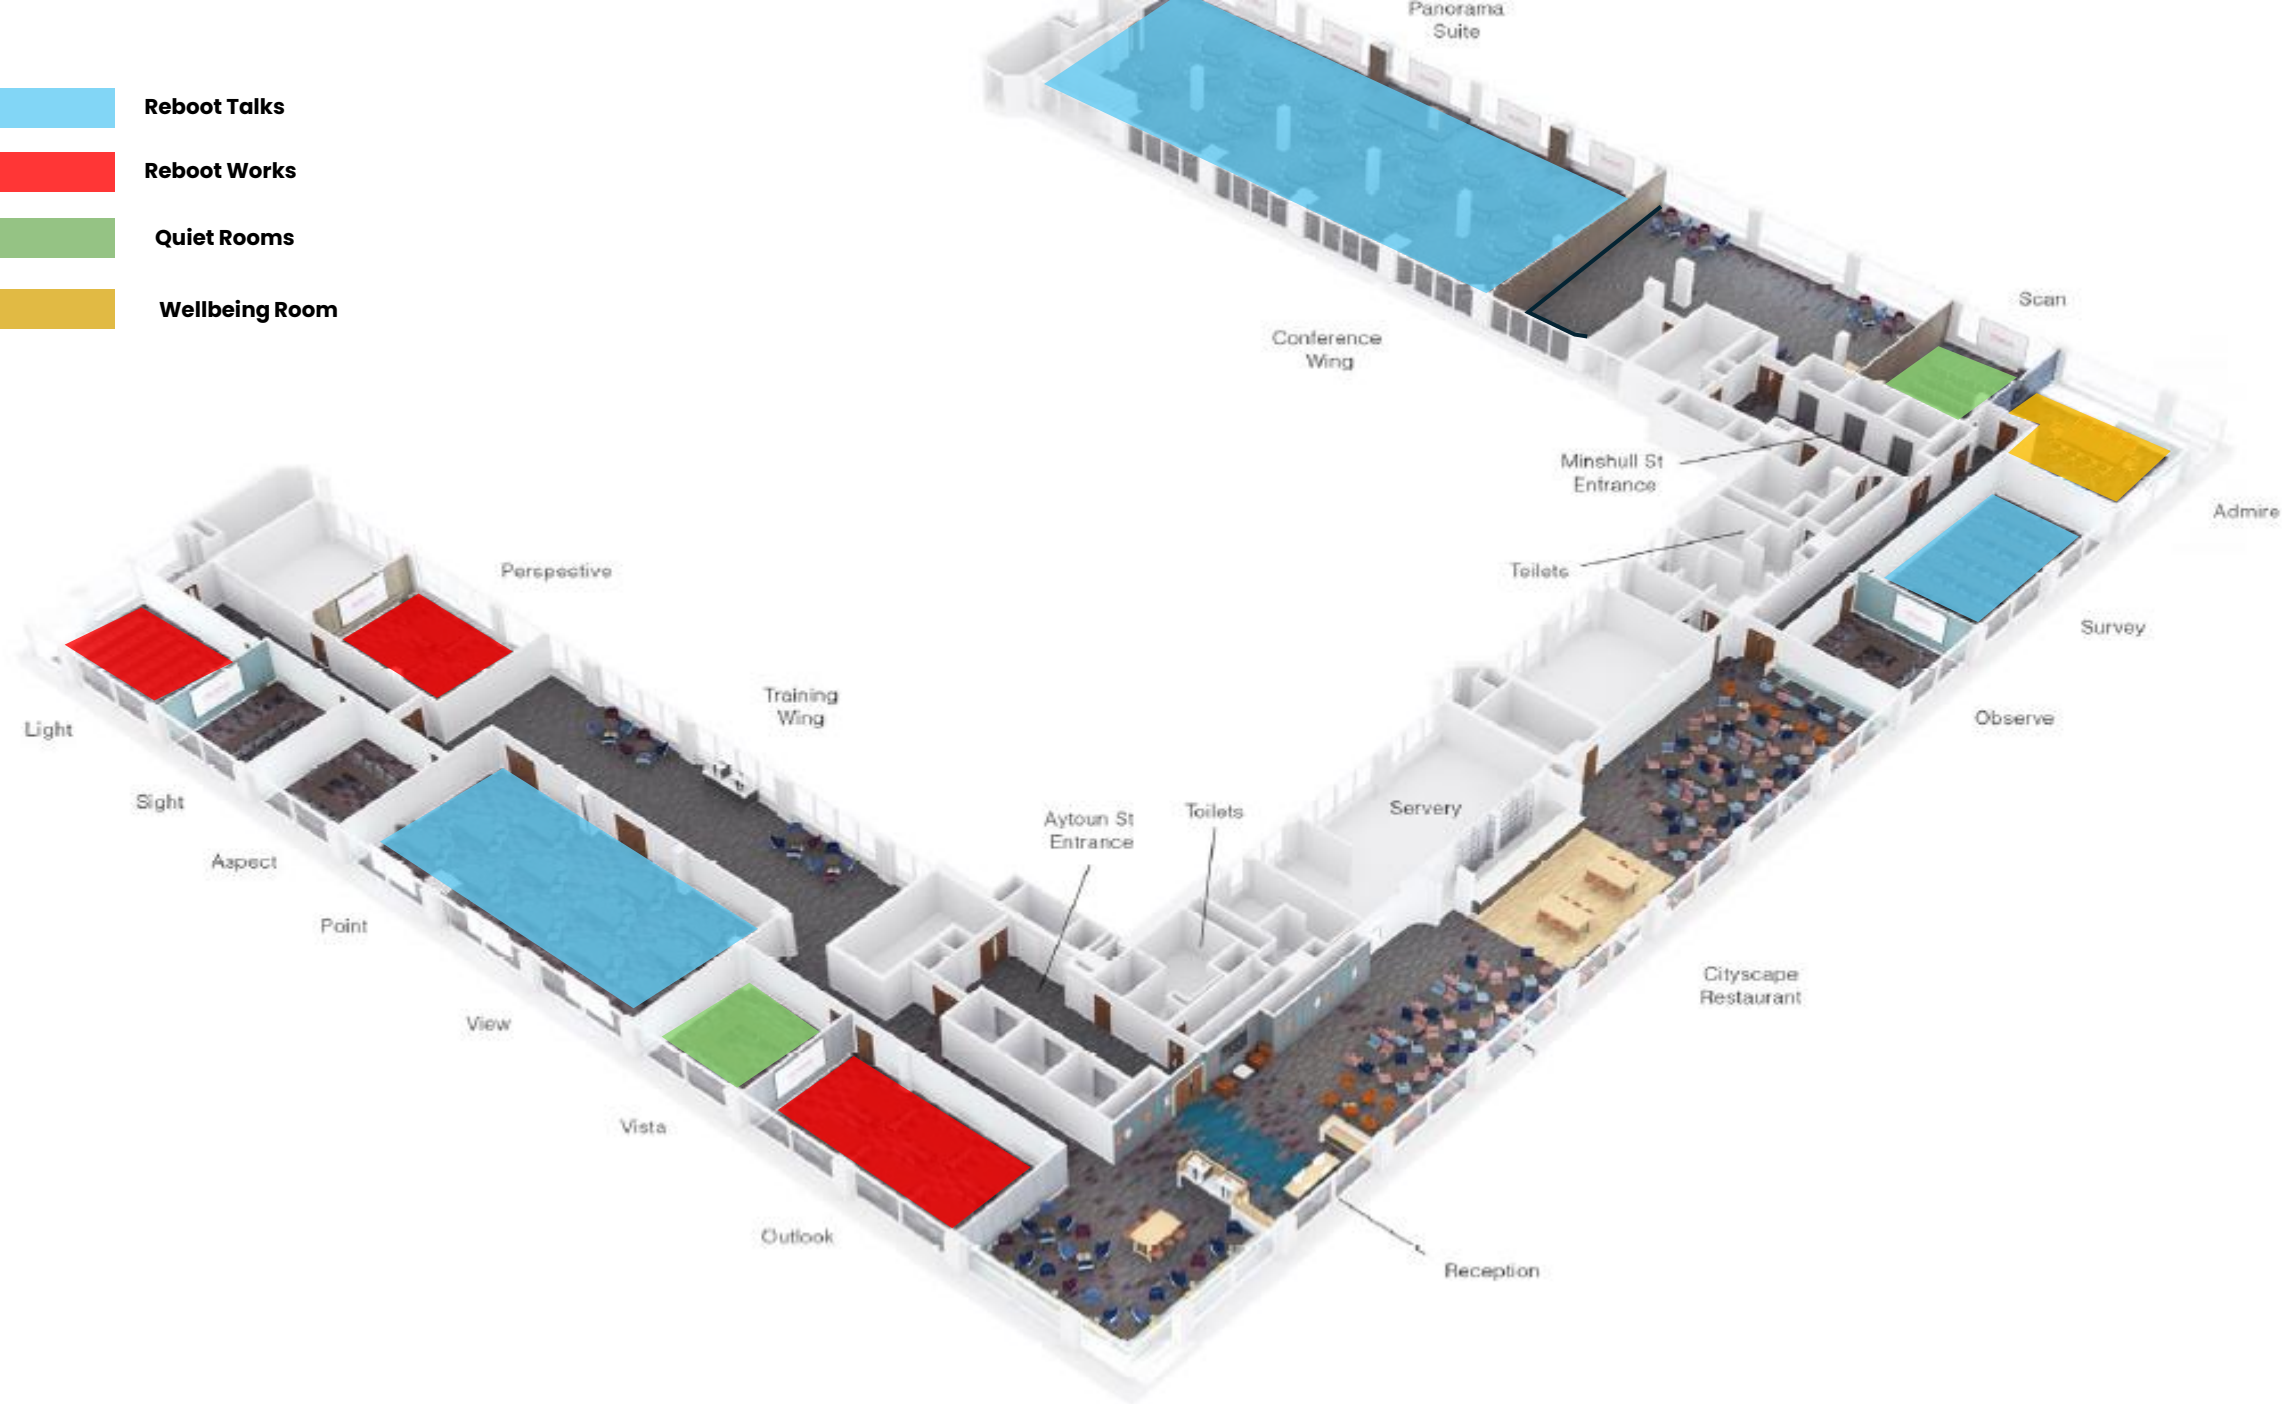 Panorama
Suite
Reboot Talks
Reboot Works
Quiet Rooms
Wellbeing Room
Scan
Conference
Wing
Minshull St
Entrance
Admire
Toilets
Perspective
Survey
Training
Wing
Observe
Light
Sight
Servery
Aytoun St
Entrance
Toilets
Aspect
Point
Cityscape
Restaurant
View
Vista
Outlook
Reception